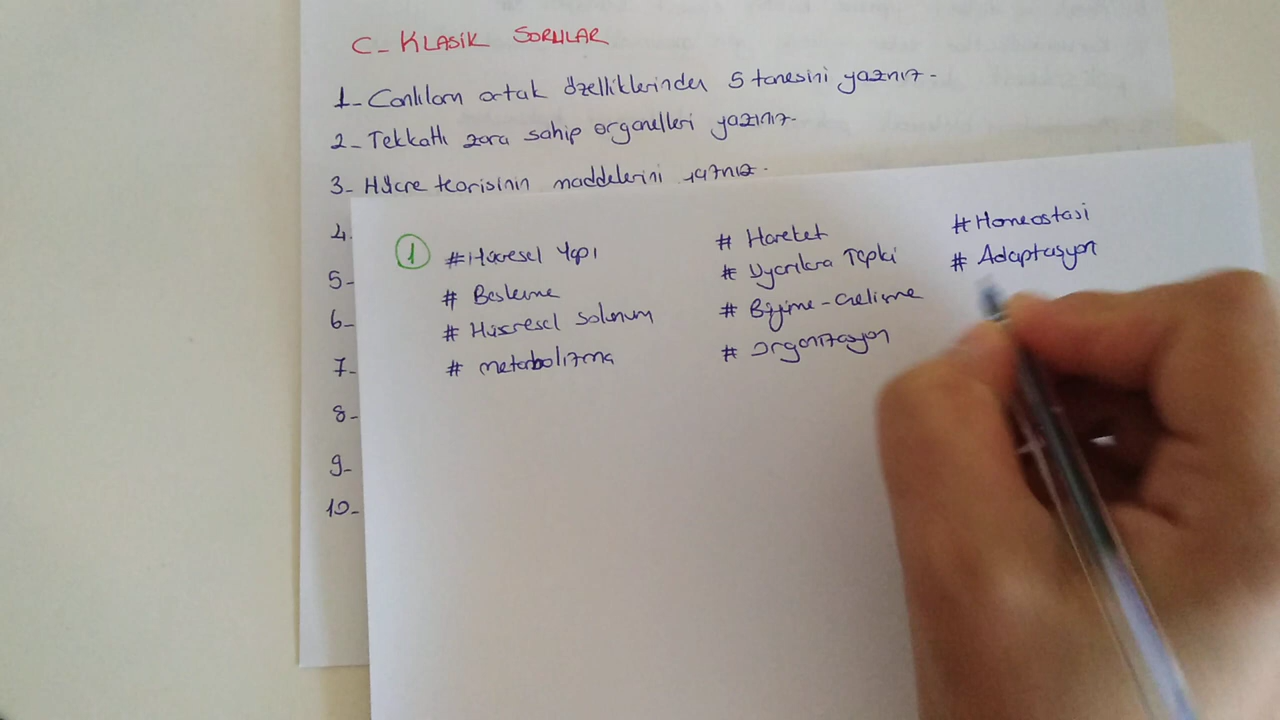 C- KLASİK SORULAR
1- Canlıların ortak özelliklerinden 5 tanesini yazınız.
2- Tekkatlı zara sahip organelleri yazınız.
3- Hücre teorisinin maddelerini yazınız.
4.
5-
6-
7-
8-
9-
10-
1
# Hücresel Yapı
# Beslenme
# Hücresel Solunum
# metabolizma
# Hareket
# Uyarılara Tepki
# Büyüme-Gelişme
# Organizasyon
# Homeostasi
# Adaptasyon